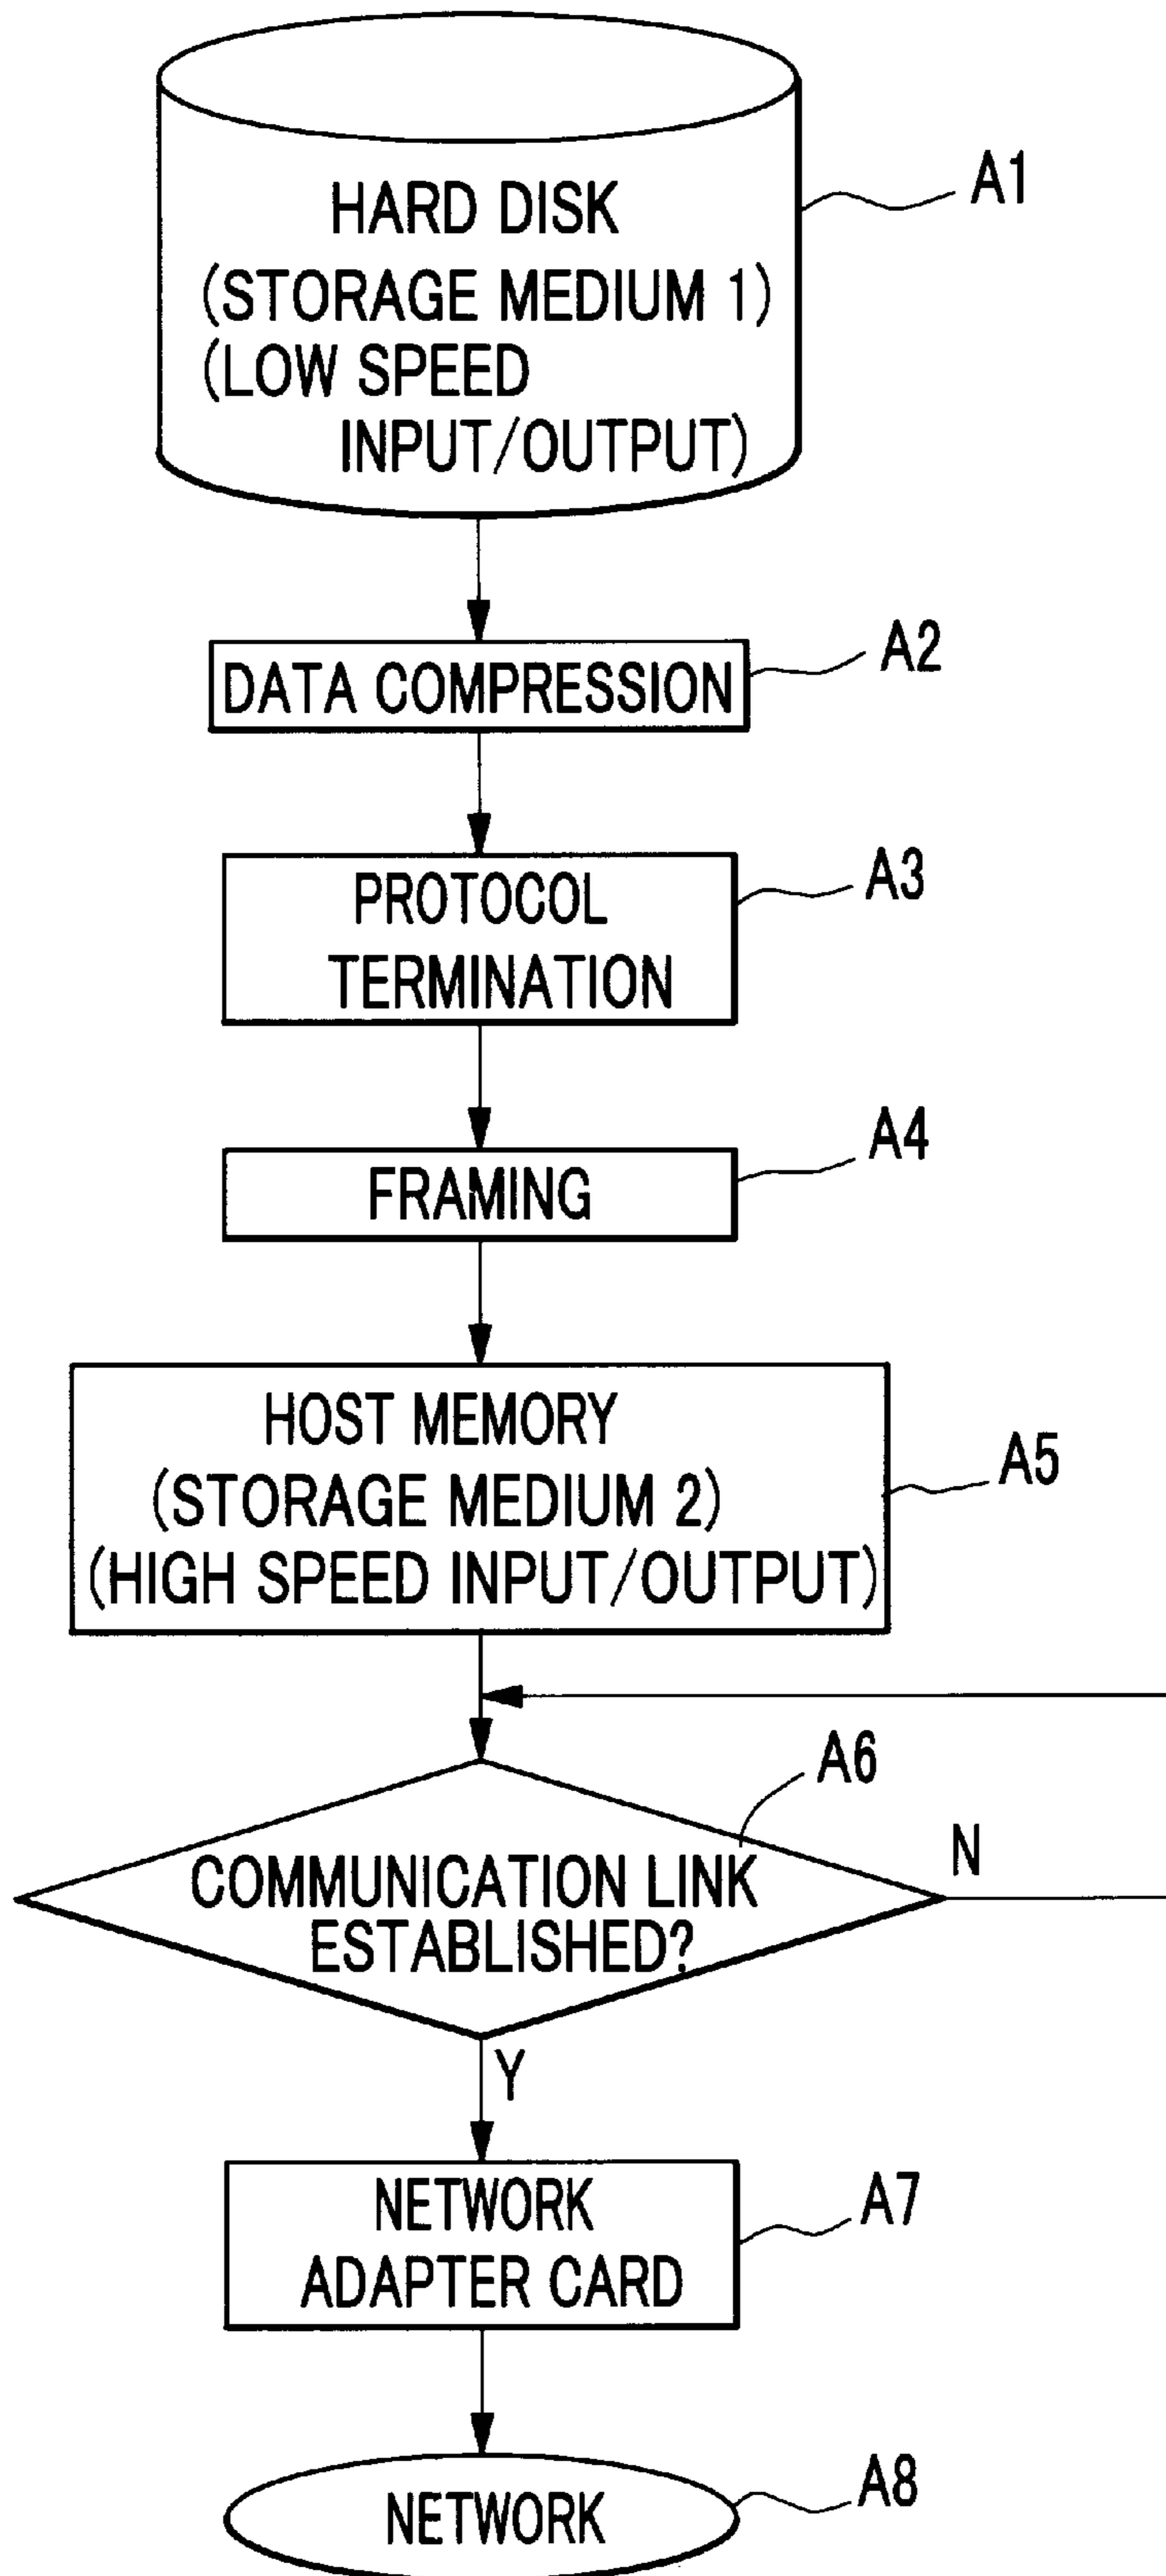 HARD DISK
(STORAGE MEDIUM 1)
(LOW SPEED
INPUT/OUTPUT)
A1
DATA COMPRESSION
A2
PROTOCOL
TERMINATION
A3
FRAMING
A4
HOST MEMORY
(STORAGE MEDIUM 2)
(HIGH SPEED INPUT/OUTPUT)
A5
A6
COMMUNICATION LINK
ESTABLISHED?
N
Y
NETWORK
ADAPTER CARD
A7
NETWORK
A8